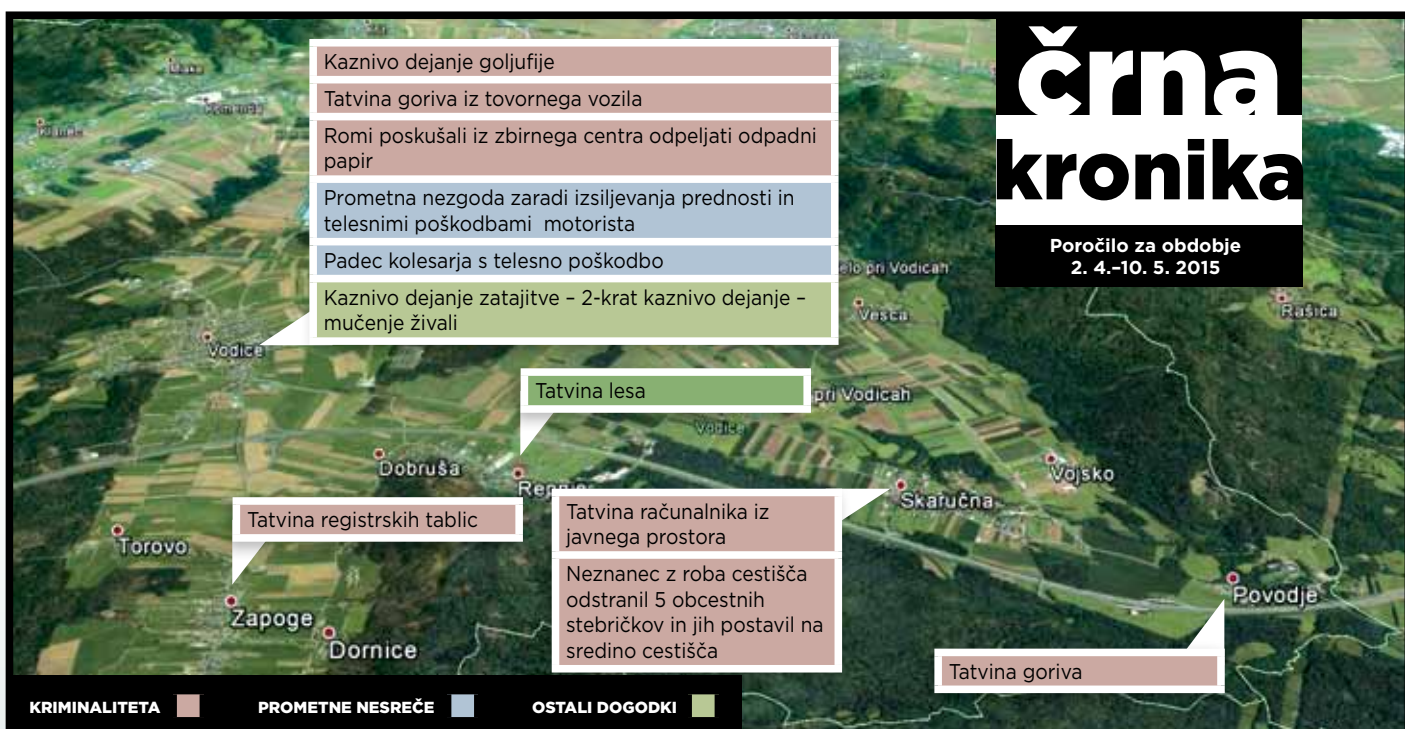 črna
kronika
Poročilo za obdobje
2. 4.–10. 5. 2015
Kaznivo dejanje goljufije
Tatvina goriva iz tovornega vozila
Romi poskušali iz zbirnega centra odpeljati odpadni
papir
Prometna nezgoda zaradi izsiljevanja prednosti in
telesnimi poškodbami motorista
Padec kolesarja s telesno poškodbo
Kaznivo dejanje zatajitve – 2-krat kaznivo dejanje –
mučenje živali
pri Vodicah
Vesca
Rašica
Vodice
Tatvina lesa
pri Vodicah
Vodice
Dobruša
Vojsko
Skaručna
Tatvina registrskih tablic
Tatvina računalnika iz
javnega prostora
Neznanec z roba cestišča
odstranil 5 obcestnih
stebričkov in jih postavil na
sredino cestišča
Torovo
Zapoge
Dornice
Povodje
Tatvina goriva
KRIMINALITETA
PROMETNE NESREČE
OSTALI DOGODKI